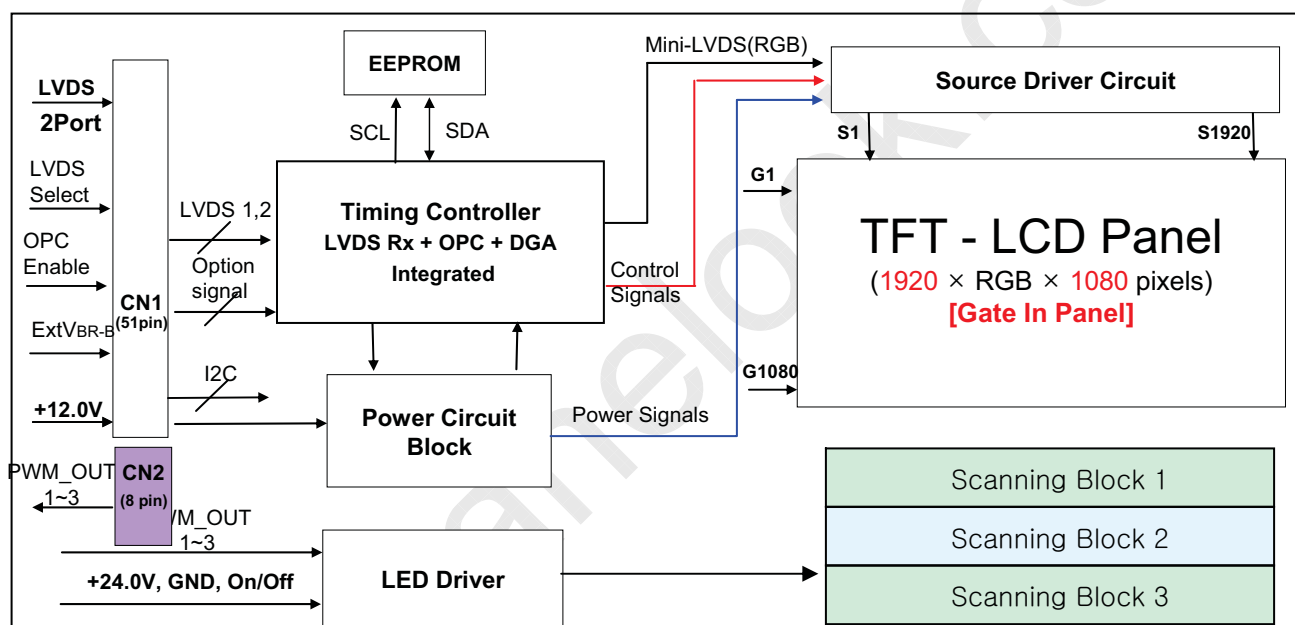 EEPROM
Mini-LVDS(RGB)
LVDS
2Port
Source Driver Circuit
SCL
SDA
S1
S1920
LVDS
Select
G1
LVDS 1,2
Timing Controller
LVDS Rx + OPC + DGA
Integrated
TFT - LCD Panel
(1920 × RGB × 1080 pixels)
[Gate In Panel]
OPC
Enable
Option
signal
Control
Signals
CN1
(51pin)
ExtVBR-B
I2C
G1080
+12.0V
Power Circuit
Block
Power Signals
PWM_OUT
1~3
CN2
(8 pin)
Scanning Block 1
M_OUT
1~3
Scanning Block 2
+24.0V, GND, On/Off
LED Driver
Scanning Block 3